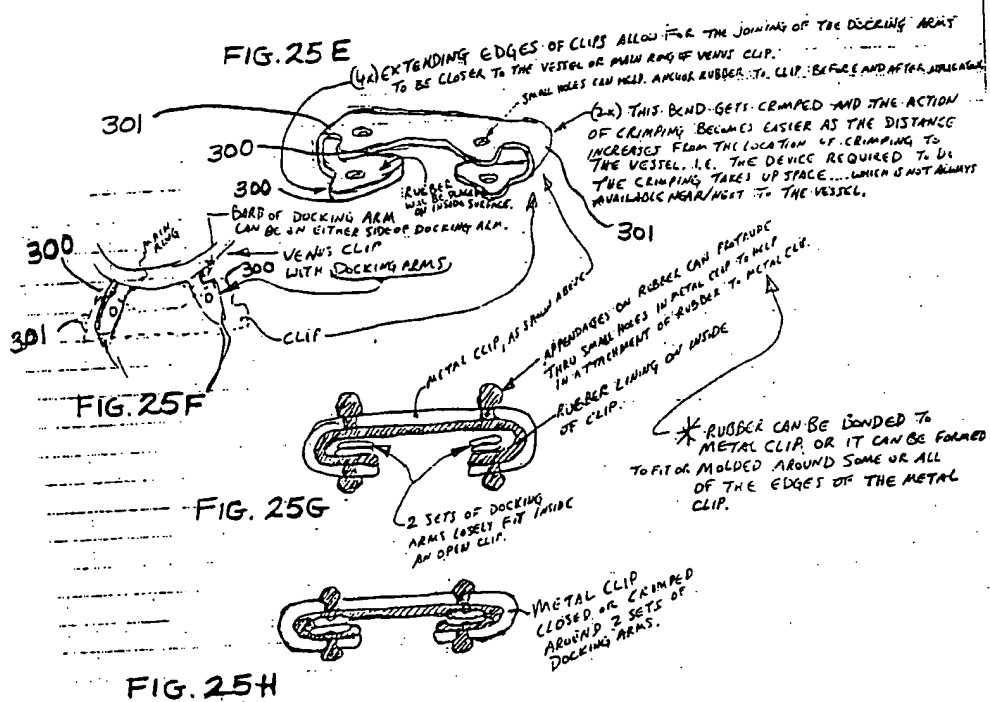 FIG. 25E
(4X) EXTENDING EDGES OF CLIPS ALLOW FOR THE JOINING OF THE DOCKING ARMS
TO BE CLOSER TO THE VESSEL OR MAIN RING OF VENUS CLIP.
SMALL HOLES CAN HELP ANCHOR RUBBER TO CLIP BEFORE AND AFTER APPLICATION
(2X) THIS BEND GETS CRIMPED AND THE ACTION
OF CRIMPING BECOMES EASIER AS THE DISTANCE
INCREASES FROM THE LOCATION OF CRIMPING TO
THE VESSEL. I.E. THE DEVICE REQUIRED TO DO
THE CRIMPING TAKES UP SPACE... WHICH IS NOT ALWAYS
AVAILABLE NEAR/NEXT TO THE VESSEL.
301
300
300
RUBBER
WILL BE PLACED
ON INSIDE SURFACE.
301
BARB OF DOCKING ARM
CAN BE ON EITHER SIDE OF DOCKING ARM.
MAIN
RING
300
VENUS CLIP
300 WITH DOCKING ARMS
301
CLIP
FIG. 25F
METAL CLIP, AS SHOWN ABOVE
APPENDAGES ON RUBBER CAN PROTRUDE
THRU SMALL HOLES IN METAL CLIP TO HELP
IN ATTACHMENT OF RUBBER TO METAL CLIP.
RUBBER LINING ON INSIDE
OF CLIP.
* RUBBER CAN BE BONDED TO
METAL CLIP OR IT CAN BE FORMED
TO FIT OR MOLDED AROUND SOME OR ALL
OF THE EDGES OF THE METAL
CLIP.
FIG. 25G
2 SETS OF DOCKING
ARMS LOSELY FIT INSIDE
AN OPEN CLIP.
METAL CLIP
CLOSED OR CRIMPED
AROUND 2 SETS OF
DOCKING ARMS.
FIG. 25H